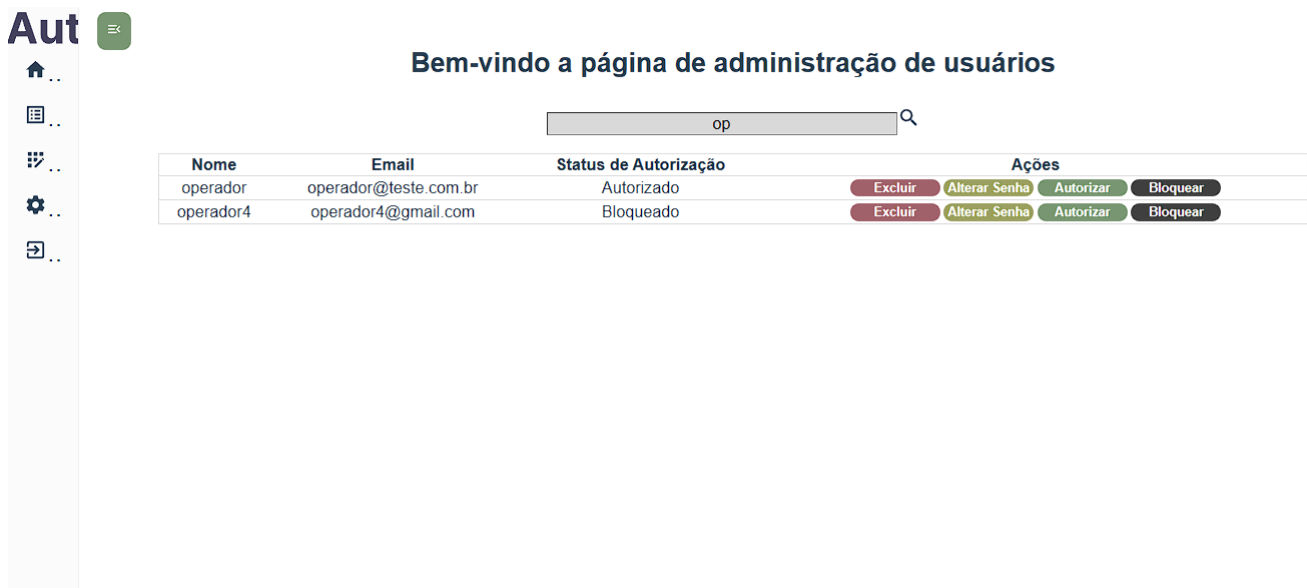 Aut
Bem-vindo a página de administração de usuários
..
..
op
..
Nome Email Status de Autorização Ações
operador operador@teste.com.br Autorizado Excluir Alterar Senha Autorizar Bloquear
operador4 operador4@gmail.com Bloqueado Excluir Alterar Senha Autorizar Bloquear
..
..